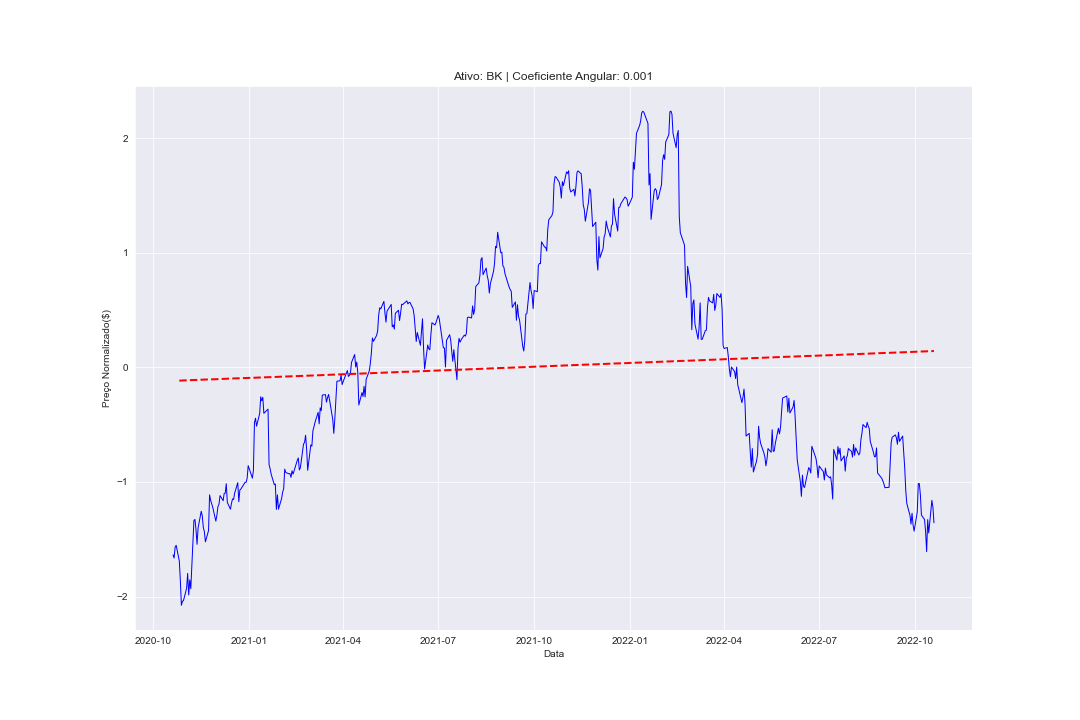 Ativo: BK | Coeficiente Angular: 0.001
Preço Normalizado($)
2
1
0
−1
−2
2020-10 2021-01 2021-04 2021-07 2021-10 2022-01 2022-04 2022-07 2022-10
Data